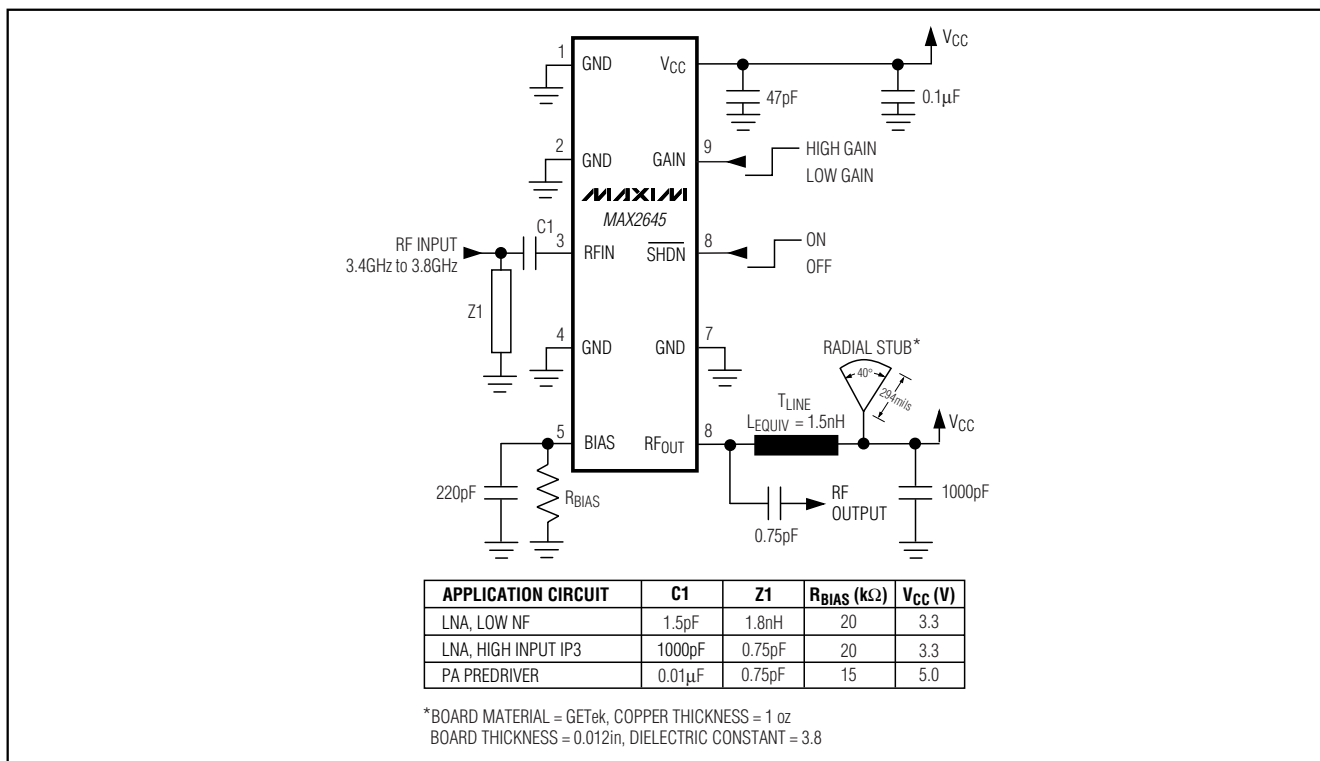 1
GND
VCC
VCC
47pF
0.1µF
2
GND
GAIN
9
HIGH GAIN
LOW GAIN
MAXIM
MAX2645
C1
RF INPUT
3.4GHz to 3.8GHz
3
RFIN
SHDN
8
ON
OFF
Z1
4
GND
GND
7
RADIAL STUB*
40°
294mils
TLINE
LEQUIV = 1.5nH
VCC
5
BIAS
RFOUT
8
220pF
RBIAS
RF
OUTPUT
0.75pF
1000pF
APPLICATION CIRCUIT C1 Z1 RBIAS (kΩ) VCC (V)
LNA, LOW NF 1.5pF 1.8nH 20 3.3
LNA, HIGH INPUT IP3 1000pF 0.75pF 20 3.3
PA PREDRIVER 0.01µF 0.75pF 15 5.0
*BOARD MATERIAL = GETek, COPPER THICKNESS = 1 oz
BOARD THICKNESS = 0.012in, DIELECTRIC CONSTANT = 3.8